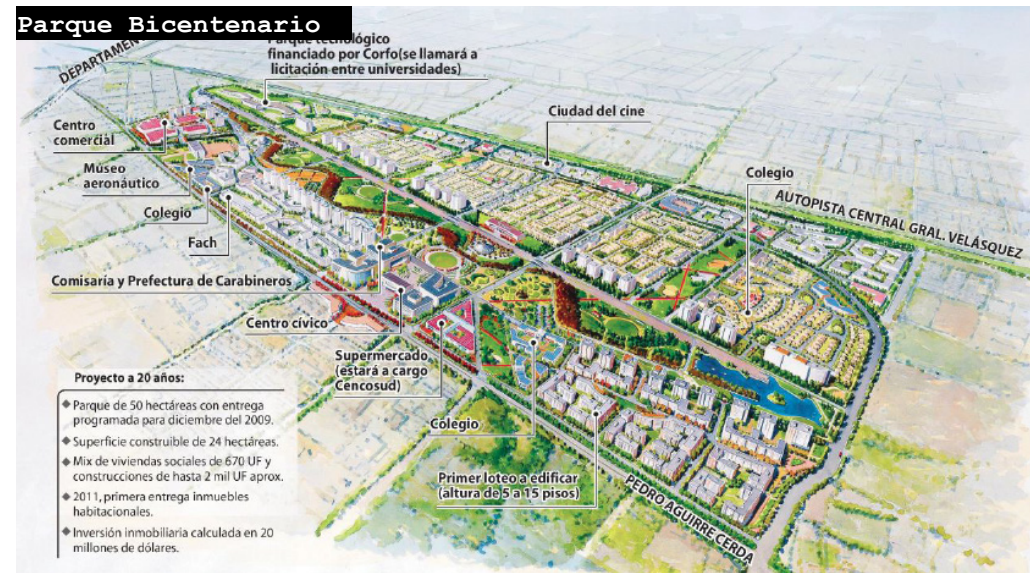 Parque Bicentenario
DEPARTAMEN
Parque tecnológico
financiado por Corfo(se llamará a
licitación entre universidades)
Ciudad del cine
Centro
comercial
Museo
aeronáutico
Colegio
Colegio
AUTOPISTA CENTRAL GRAL. VELÁSQUEZ
Fach
Comisaría y Prefectura de Carabineros
Centro cívico
Supermercado
(estará a cargo
Cencosud)
Colegio
Primer loteo a edificar
(altura de 5 a 15 pisos)
PEDRO AGUIRRE CERDA
Proyecto a 20 años:
Parque de 50 hectáreas con entrega
programada para diciembre del 2009.
Superficie construible de 24 hectáreas.
Mix de viviendas sociales de 670 UF y
construcciones de hasta 2 mil UF aprox.
2011, primera entrega inmuebles
habitacionales.
Inversión inmobiliaria calculada en 20
millones de dólares.